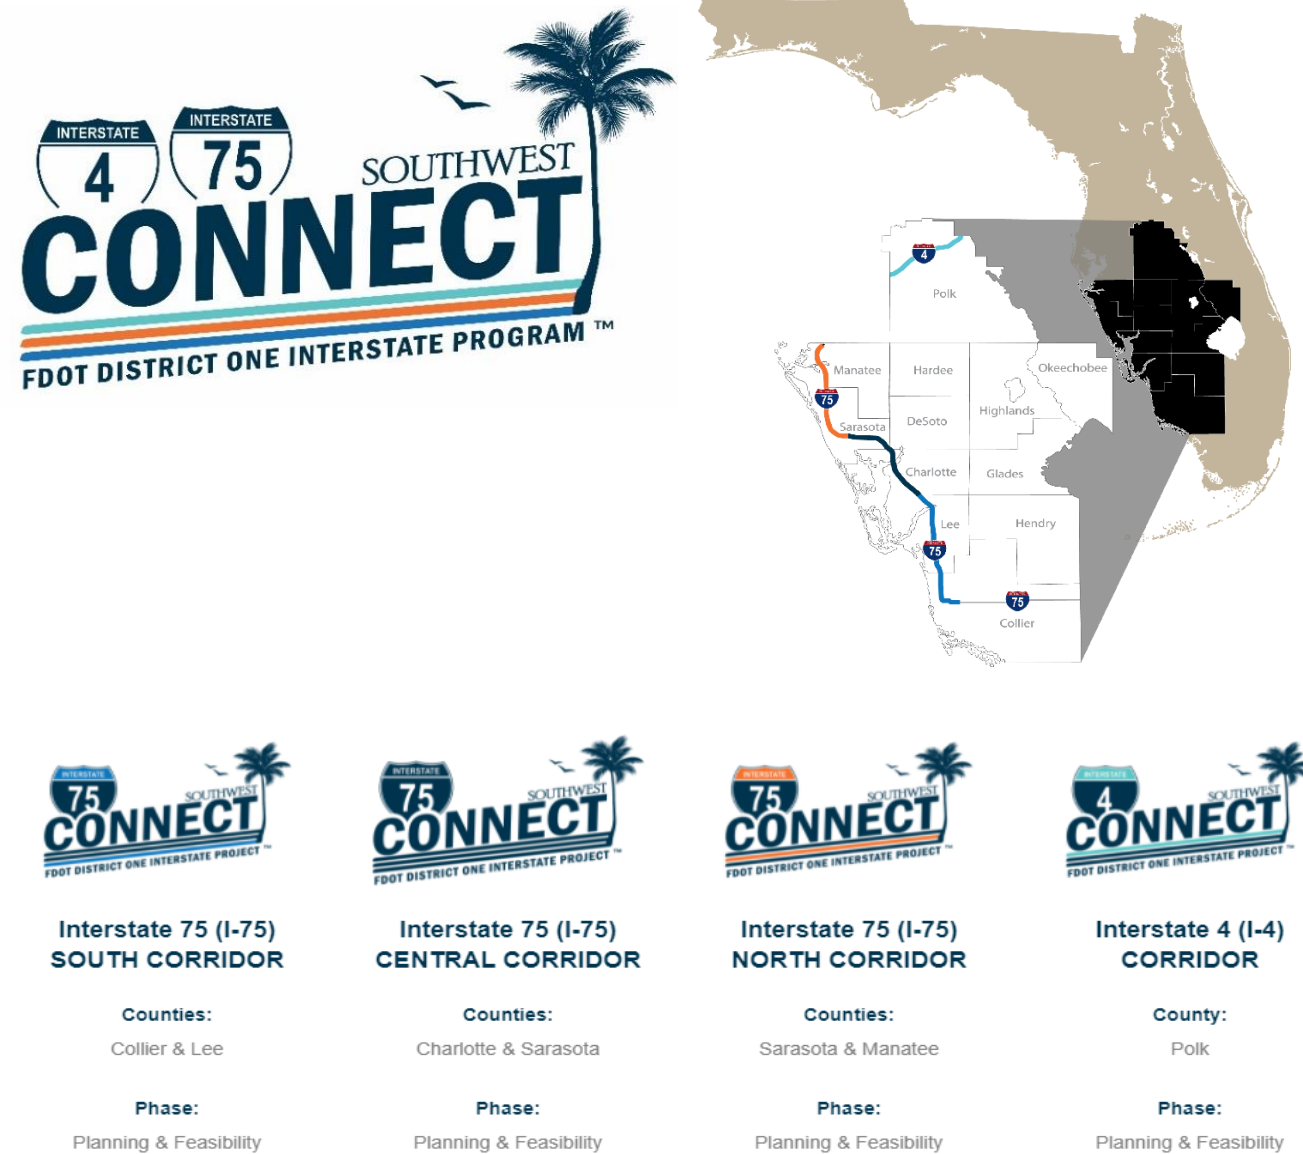 INTERSTATE
4
INTERSTATE
75
SOUTHWEST
CONNECT
FDOT DISTRICT ONE INTERSTATE PROGRAM ™
4
Polk
Manatee
Hardee
Okeechobee
75
Highlands
DeSoto
Sarasota
Charlotte
Glades
Lee
Hendry
75
75
Collier
INTERSTATE
75
SOUTHWEST
CONNECT
FDOT DISTRICT ONE INTERSTATE PROJECT ™
INTERSTATE
75
SOUTHWEST
CONNECT
FDOT DISTRICT ONE INTERSTATE PROJECT ™
INTERSTATE
75
SOUTHWEST
CONNECT
FDOT DISTRICT ONE INTERSTATE PROJECT ™
INTERSTATE
4
SOUTHWEST
CONNECT
FDOT DISTRICT ONE INTERSTATE PROJECT ™
Interstate 75 (I-75)
SOUTH CORRIDOR
Counties:
Collier & Lee
Phase:
Planning & Feasibility
Interstate 75 (I-75)
CENTRAL CORRIDOR
Counties:
Charlotte & Sarasota
Phase:
Planning & Feasibility
Interstate 75 (I-75)
NORTH CORRIDOR
Counties:
Sarasota & Manatee
Phase:
Planning & Feasibility
Interstate 4 (I-4)
CORRIDOR
County:
Polk
Phase:
Planning & Feasibility